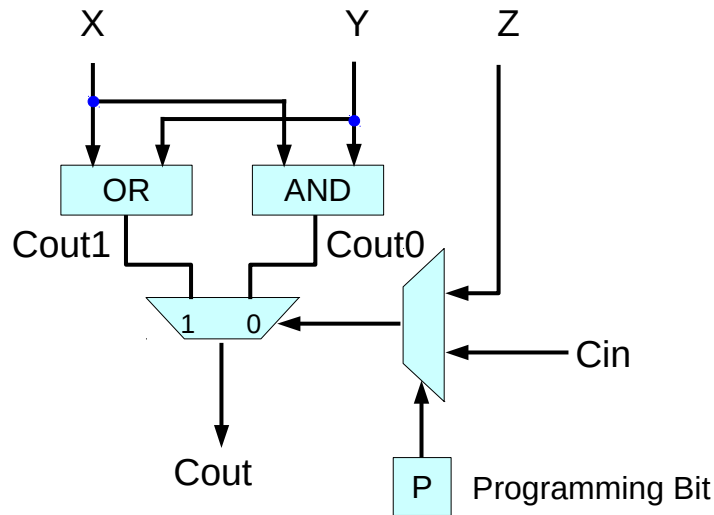 X Y Z
OR AND
Cout1 Cout0
1 0
Cin
Cout
P Programming Bit